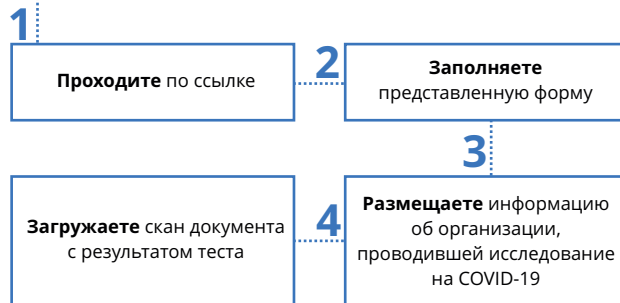 1
Проходите по ссылке
2
Заполняете
представленную форму
3
Размещаете информацию
об организации,
проводившей исследование
на COVID-19
4
Загружаете скан документа
с результатом теста